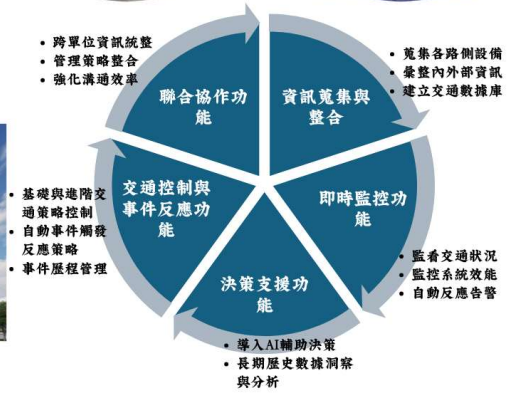 • 跨單位資訊統整
• 管理策略整合
• 強化溝通效率
聯合協作功
能
資訊蒐集與
整合
• 蒐集各路側設備
• 彙整內外部資訊
• 建立交通數據庫
• 基礎與進階交
通策略控制
• 自動事件觸發
反應策略
• 事件歷程管理
交通控制與
事件反應功
能
即時監控功
能
• 監看交通狀況
• 監控系統效能
• 自動反應告警
決策支援功
能
• 導入AI輔助決策
• 長期歷史數據洞察
與分析